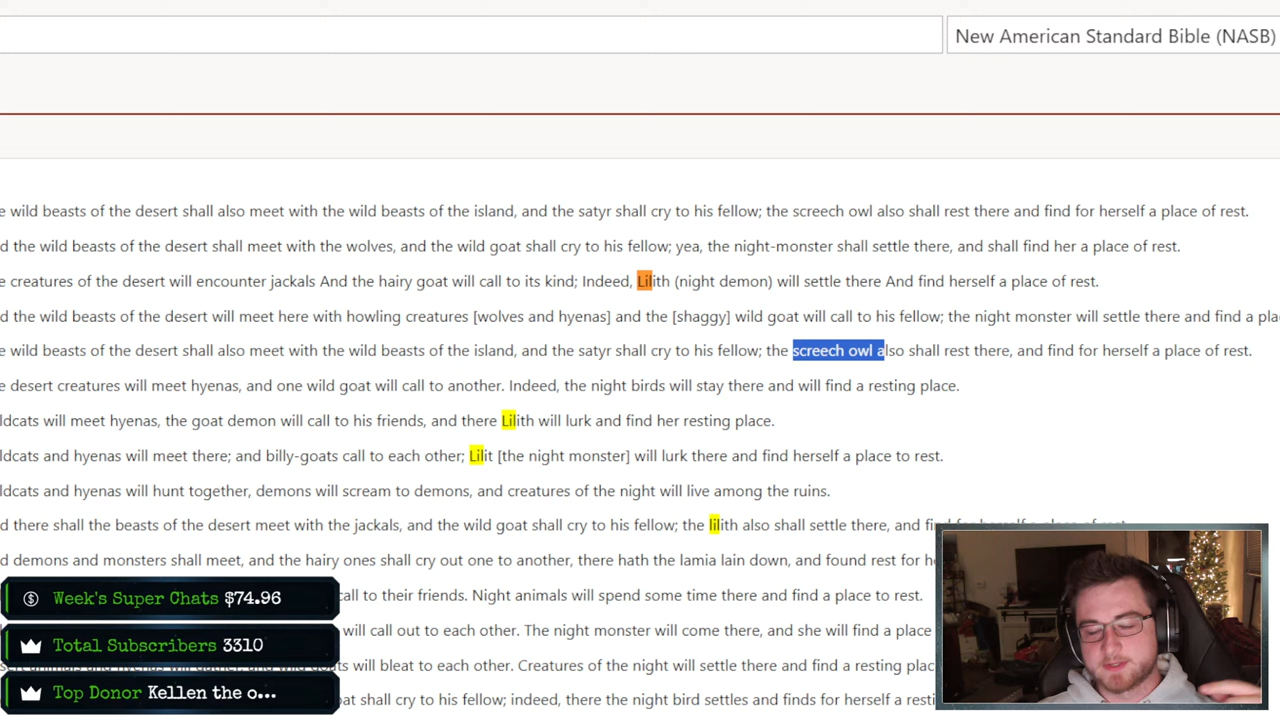 New American Standard Bible (NASB)
e wild beasts of the desert shall also meet with the wild beasts of the island, and the satyr shall cry to his fellow; the screech owl also shall rest there and find for herself a place of rest.
d the wild beasts of the desert shall meet with the wolves, and the wild goat shall cry to his fellow; yea, the night-monster shall settle there, and shall find her a place of rest.
e creatures of the desert will encounter jackals And the hairy goat will call to its kind; Indeed, Lilith (night demon) will settle there And find herself a place of rest.
d the wild beasts of the desert will meet here with howling creatures [wolves and hyenas] and the [shaggy] wild goat will call to his fellow; the night monster will settle there and find a pla
e wild beasts of the desert shall also meet with the wild beasts of the island, and the satyr shall cry to his fellow; the screech owl also shall rest there, and find for herself a place of rest.
e desert creatures will meet hyenas, and one wild goat will call to another. Indeed, the night birds will stay there and will find a resting place.
ldcats will meet hyenas, the goat demon will call to his friends, and there Lilith will lurk and find her resting place.
ldcats and hyenas will meet there; and billy-goats call to each other; Lilit [the night monster] will lurk there and find herself a place to rest.
ldcats and hyenas will hunt together, demons will scream to demons, and creatures of the night will live among the ruins.
d there shall the beasts of the desert meet with the jackals, and the wild goat shall cry to his fellow; the lilith also shall settle there, and find for herself a place of rest.
d demons and monsters shall meet, and the hairy ones shall cry out one to another, there hath the lamia lain down, and found rest for he
call to their friends. Night animals will spend some time there and find a place to rest.
will call out to each other. The night monster will come there, and she will find a place
will bleat to each other. Creatures of the night will settle there and find a resting plac
oat shall cry to his fellow; indeed, there the night bird settles and finds for herself a resti
Week's Super Chats $74.96
Total Subscribers 3310
Top Donor Kellen the o...